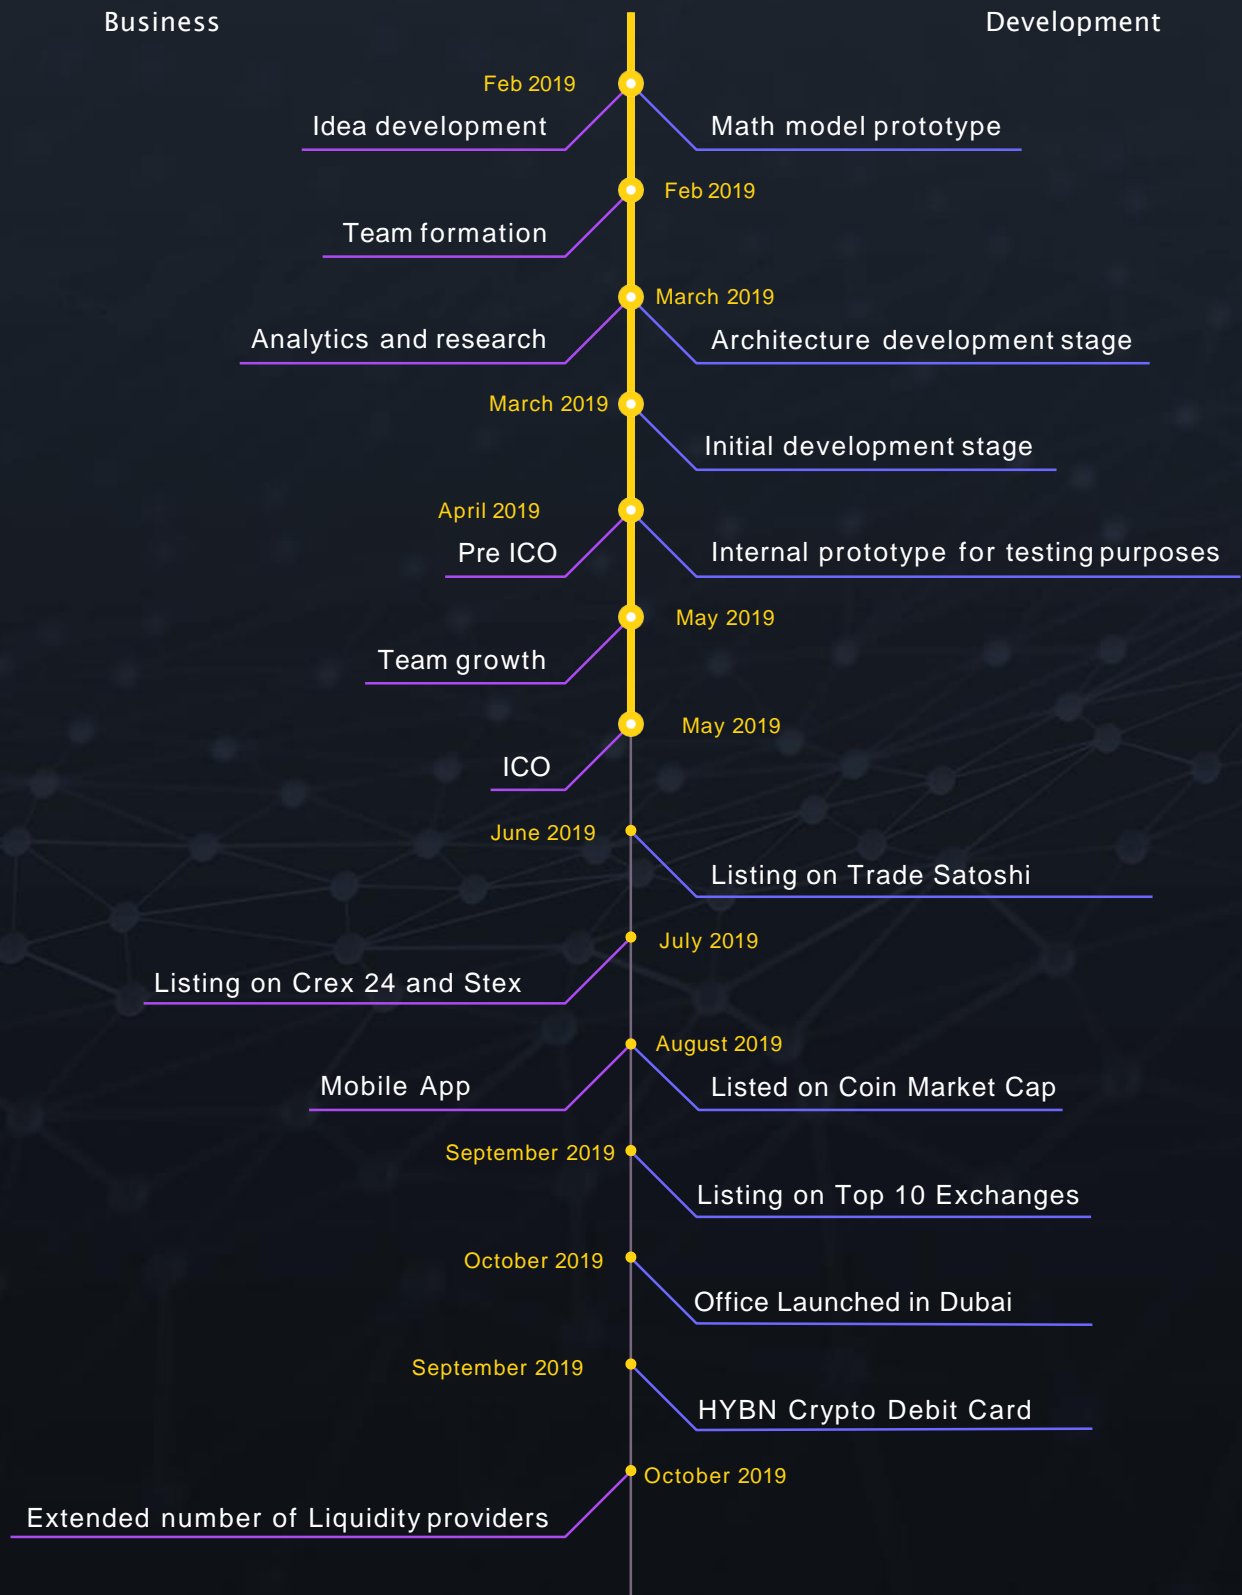 Business
Development
Feb 2019
Idea development
Math model prototype
Feb 2019
Team formation
March 2019
Analytics and research
Architecture development stage
March 2019
Initial development stage
April 2019
Pre ICO
Internal prototype for testing purposes
May 2019
Team growth
May 2019
ICO
June 2019
Listing on Trade Satoshi
July 2019
Listing on Crex 24 and Stex
August 2019
Mobile App
Listed on Coin Market Cap
September 2019
Listing on Top 10 Exchanges
October 2019
Office Launched in Dubai
September 2019
HYBN Crypto Debit Card
October 2019
Extended number of Liquidity providers